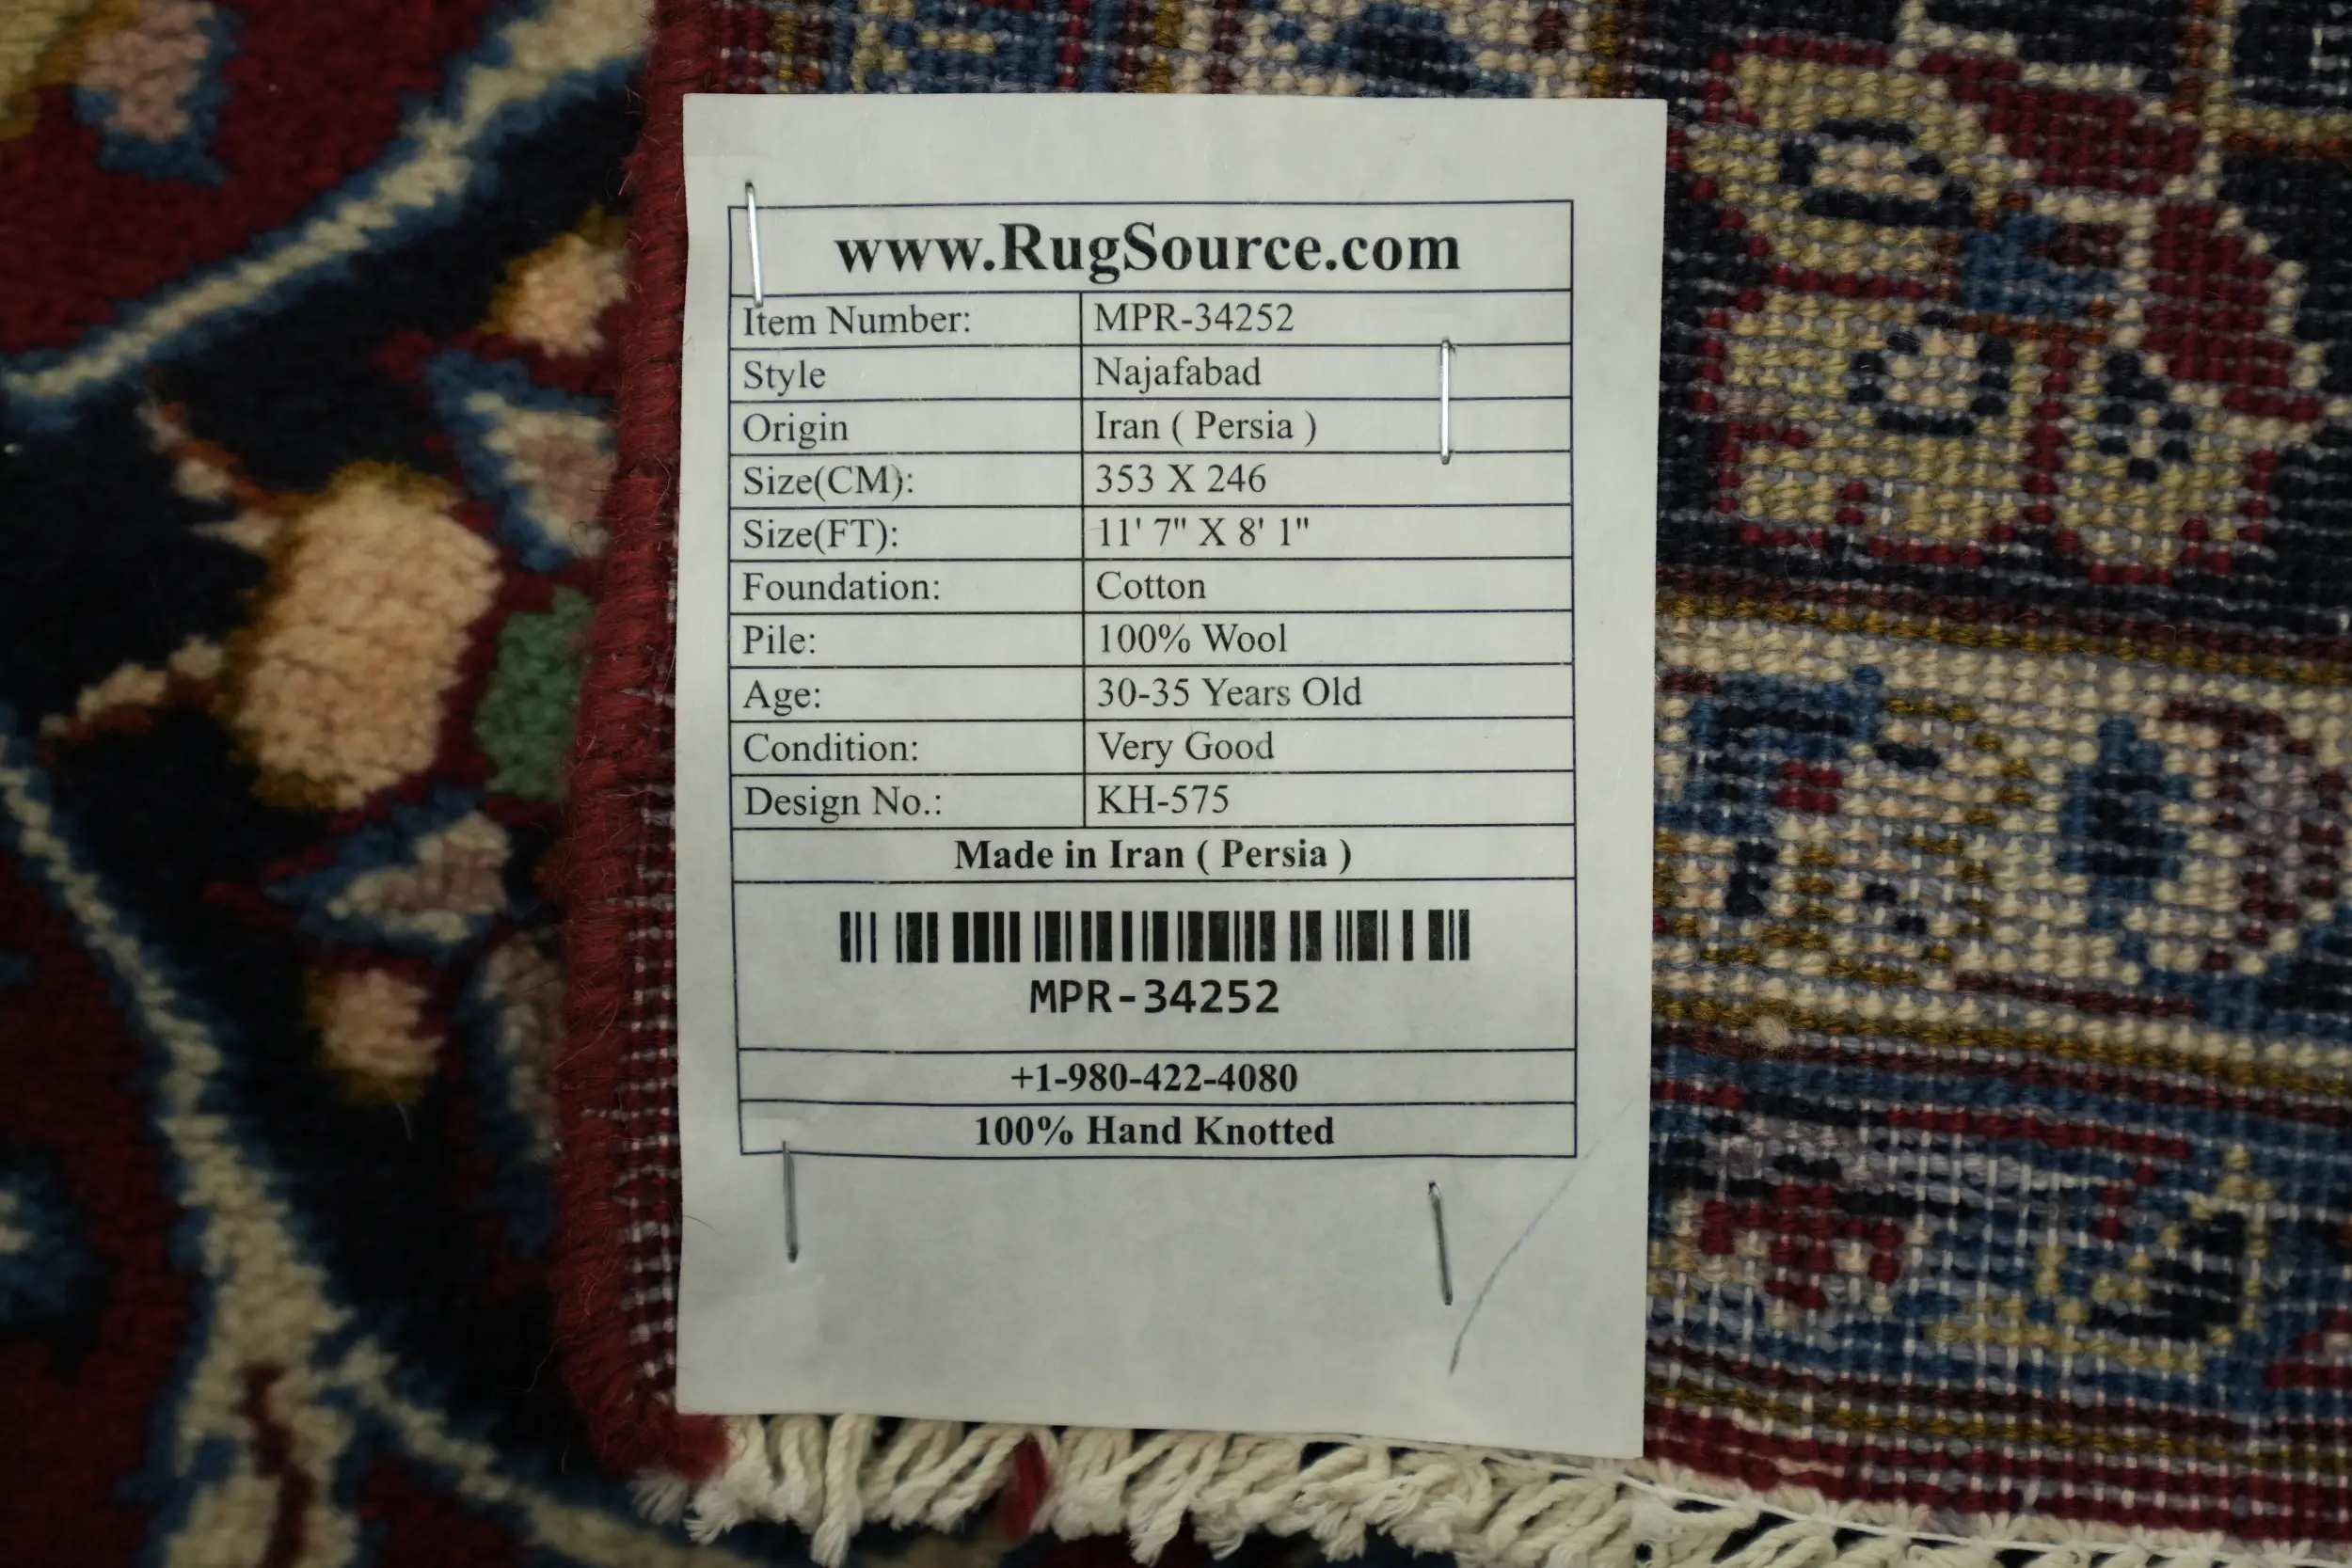 www.RugSource.com
Item Number: MPR-34252
Style Najafabad
Origin Iran ( Persia )
Size(CM): 353 X 246
Size(FT): 11' 7" X 8' 1"
Foundation: Cotton
Pile: 100% Wool
Age: 30-35 Years Old
Condition: Very Good
Design No.: KH-575
Made in Iran ( Persia )
MPR-34252
+1-980-422-4080
100% Hand Knotted